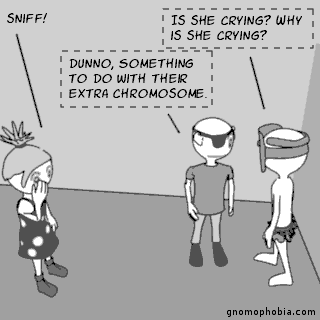 SNIFF!
IS SHE CRYING? WHY
IS SHE CRYING?
DUNNO, SOMETHING
TO DO WITH THEIR
EXTRA CHROMOSOME.
gnomophobia.com